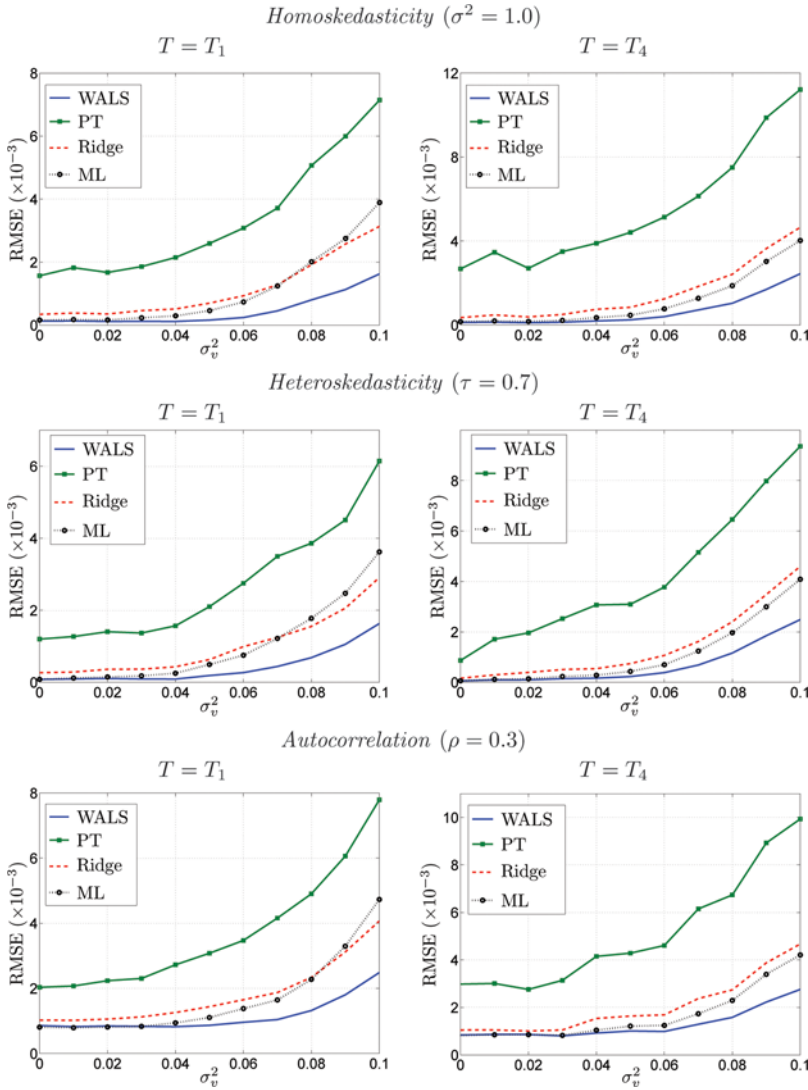 Homoskedasticity (σ² = 1.0)
T = T₁
T = T₄
8
6
4
2
0
RMSE (×10⁻³)
WALS
PT
Ridge
ML
0 0.02 0.04 0.06 0.08 0.1
σ²ᵥ
12
8
4
0
RMSE (×10⁻³)
WALS
PT
Ridge
ML
0 0.02 0.04 0.06 0.08 0.1
σ²ᵥ
Heteroskedasticity (τ = 0.7)
T = T₁
T = T₄
6
4
2
0
RMSE (×10⁻³)
WALS
PT
Ridge
ML
0 0.02 0.04 0.06 0.08 0.1
σ²ᵥ
8
6
4
2
0
RMSE (×10⁻³)
WALS
PT
Ridge
ML
0 0.02 0.04 0.06 0.08 0.1
σ²ᵥ
Autocorrelation (ρ = 0.3)
T = T₁
T = T₄
8
6
4
2
0
RMSE (×10⁻³)
WALS
PT
Ridge
ML
0 0.02 0.04 0.06 0.08 0.1
σ²ᵥ
10
8
6
4
2
0
RMSE (×10⁻³)
WALS
PT
Ridge
ML
0 0.02 0.04 0.06 0.08 0.1
σ²ᵥ